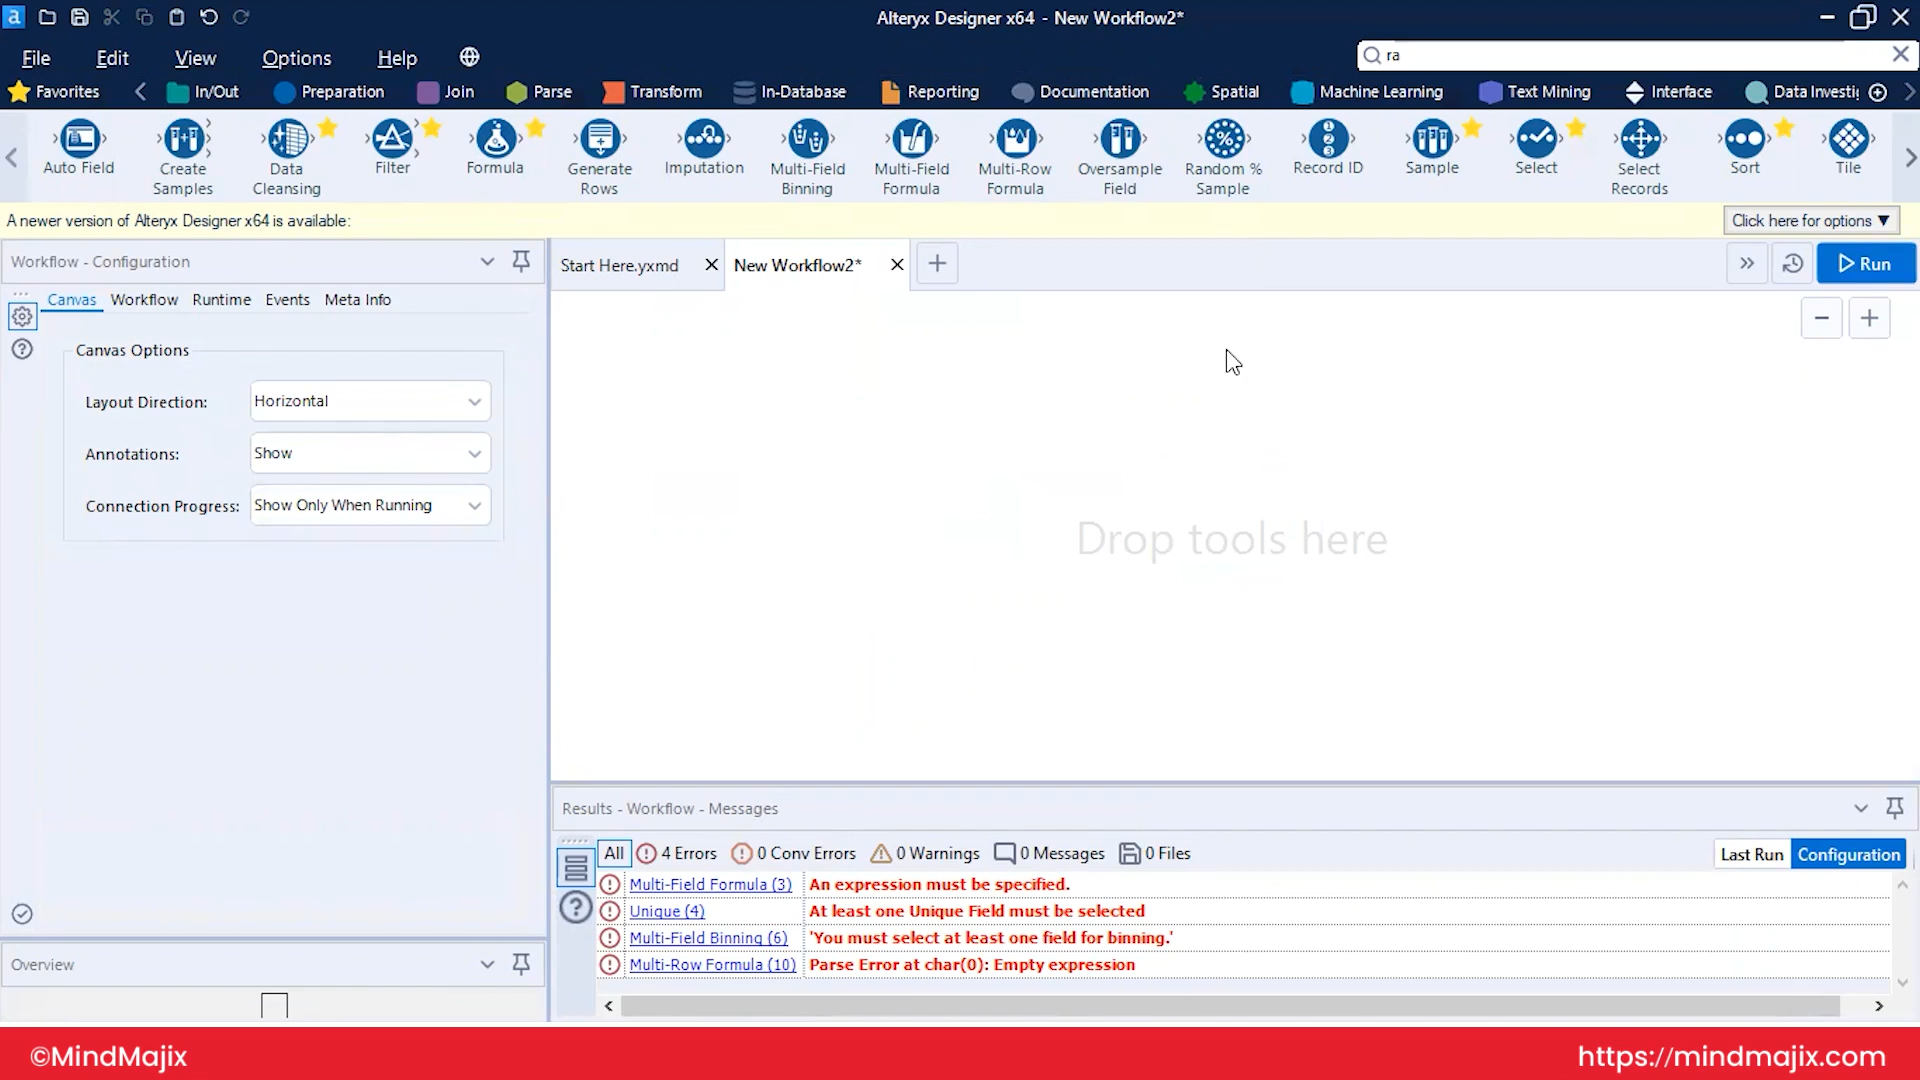 a
Alteryx Designer x64 - New Workflow2*
File Edit View Options Help
ra
Favorites In/Out Preparation Join Parse Transform In-Database Reporting Documentation Spatial Machine Learning Text Mining Interface Data Investi
Auto Field
Create Samples
Data Cleansing
Filter
Formula
Generate Rows
Imputation
Multi-Field Binning
Multi-Field Formula
Multi-Row Formula
Oversample Field
Random % Sample
123
Record ID
Sample
Select
Select Records
Sort
Tile
A newer version of Alteryx Designer x64 is available:
Click here for options ▼
Workflow - Configuration
Start Here.yxmd
New Workflow2*
Run
Canvas Workflow Runtime Events Meta Info
Canvas Options
Layout Direction: Horizontal
Annotations: Show
Connection Progress: Show Only When Running
Drop tools here
Results - Workflow - Messages
All 4 Errors 0 Conv Errors 0 Warnings 0 Messages 0 Files
Last Run Configuration
Multi-Field Formula (3) An expression must be specified.
Unique (4) At least one Unique Field must be selected
Multi-Field Binning (6) 'You must select at least one field for binning.'
Multi-Row Formula (10) Parse Error at char(0): Empty expression
Overview
©MindMajix
https://mindmajix.com